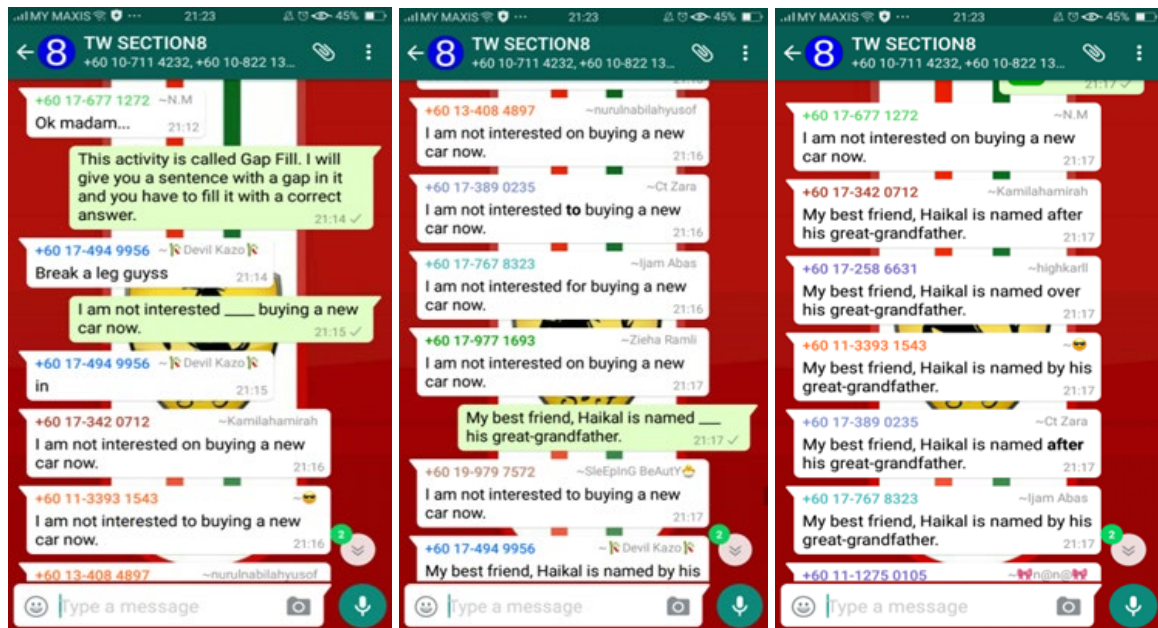 MY MAXIS ... 21:23 45%
8 TW SECTION8
+60 10-711 4232, +60 10-822 13...
+60 17-677 1272 ~N.M
Ok madam... 21:12
This activity is called Gap Fill. I will
give you a sentence with a gap in it
and you have to fill it with a correct
answer. 21:14
+60 17-494 9956 ~Devil Kazo
Break a leg guyss 21:14
I am not interested ____ buying a new
car now. 21:15
+60 17-494 9956 ~Devil Kazo
in 21:15
+60 17-342 0712 ~Kamilahamirah
I am not interested on buying a new
car now. 21:16
+60 11-3393 1543 ~😎
I am not interested to buying a new
car now. 21:16
+60 13-408 4897 ~nurulnabilahyusof
2
Type a message
MY MAXIS ... 21:23 45%
8 TW SECTION8
+60 10-711 4232, +60 10-822 13...
+60 13-408 4897 ~nurulnabilahyusof
I am not interested on buying a new
car now. 21:16
+60 17-389 0235 ~Ct Zara
I am not interested to buying a new
car now. 21:16
+60 17-767 8323 ~Ijam Abas
I am not interested for buying a new
car now. 21:16
+60 17-977 1693 ~Zieha Ramli
I am not interested on buying a new
car now. 21:17
My best friend, Haikal is named ___
his great-grandfather. 21:17
+60 19-979 7572 ~SleEpInG BeAutY
I am not interested to buying a new
car now. 21:17
+60 17-494 9956 ~Devil Kazo
My best friend, Haikal is named by his
2
Type a message
MY MAXIS ... 21:23 45%
8 TW SECTION8
+60 10-711 4232, +60 10-822 13...
21:17
+60 17-677 1272 ~N.M
I am not interested on buying a new
car now. 21:17
+60 17-342 0712 ~Kamilahamirah
My best friend, Haikal is named after
his great-grandfather. 21:17
+60 17-258 6631 ~highkarll
My best friend, Haikal is named over
his great-grandfather. 21:17
+60 11-3393 1543 ~😎
My best friend, Haikal is named by his
great-grandfather. 21:17
+60 17-389 0235 ~Ct Zara
My best friend, Haikal is named after
his great-grandfather. 21:17
+60 17-767 8323 ~Ijam Abas
My best friend, Haikal is named by his
great-grandfather. 21:17
+60 11-1275 0105 ~🎀n@n@🎀
2
Type a message